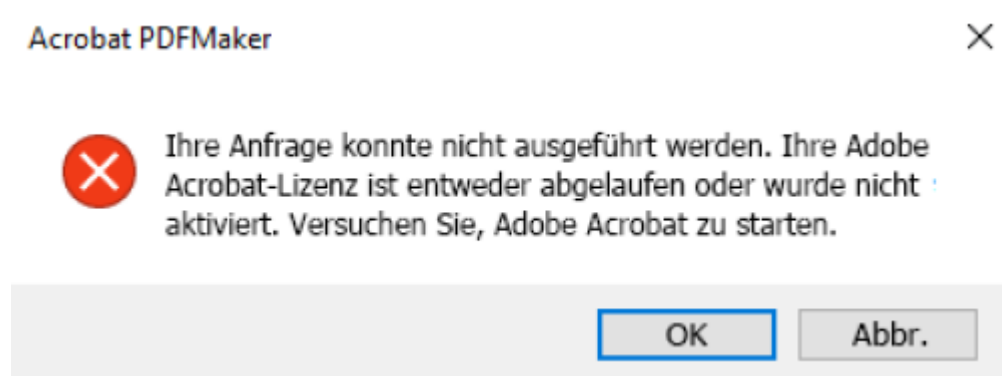 Acrobat PDFMaker
Ihre Anfrage konnte nicht ausgeführt werden. Ihre Adobe
Acrobat-Lizenz ist entweder abgelaufen oder wurde nicht
aktiviert. Versuchen Sie, Adobe Acrobat zu starten.
OK
Abbr.